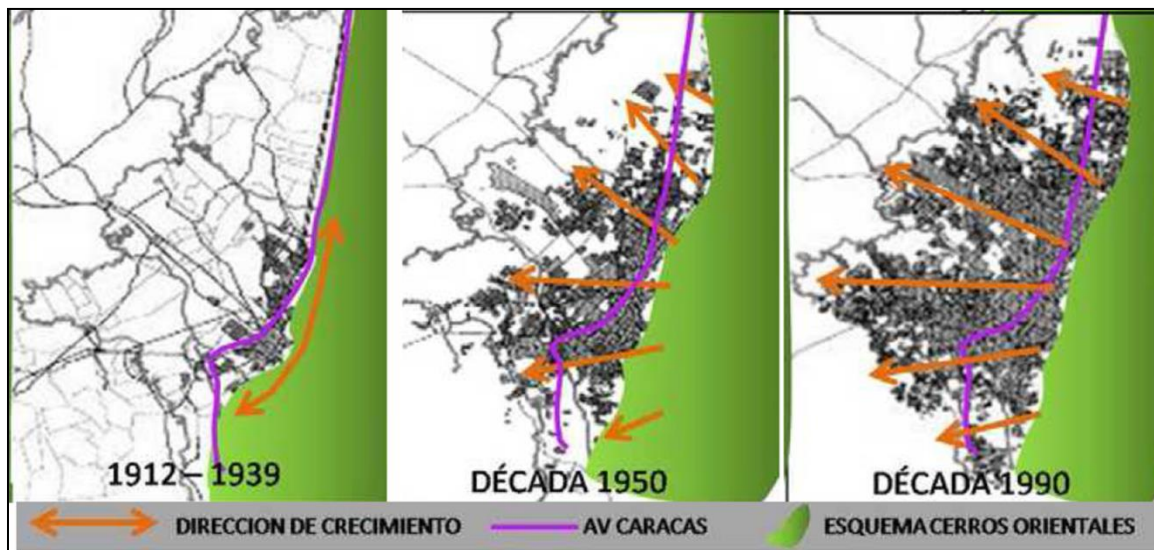 1912 – 1939
DÉCADA 1950
DÉCADA 1990
DIRECCION DE CRECIMIENTO
AV CARACAS
ESQUEMA CERROS ORIENTALES